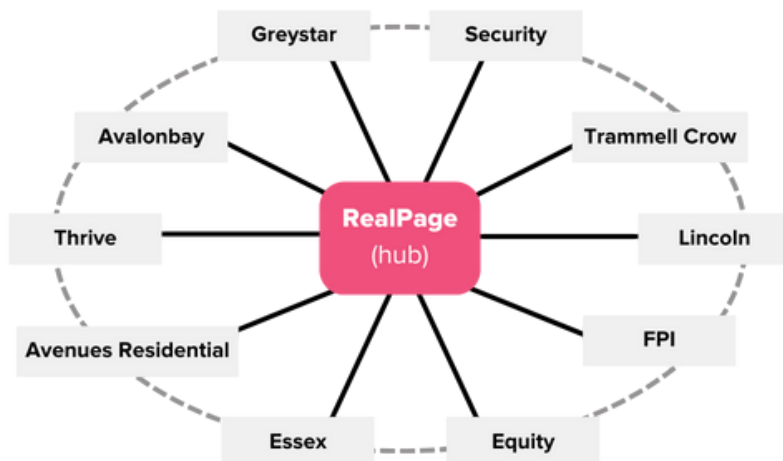 Greystar
Security
Avalonbay
Trammell Crow
RealPage
(hub)
Thrive
Lincoln
Avenues Residential
FPI
Essex
Equity